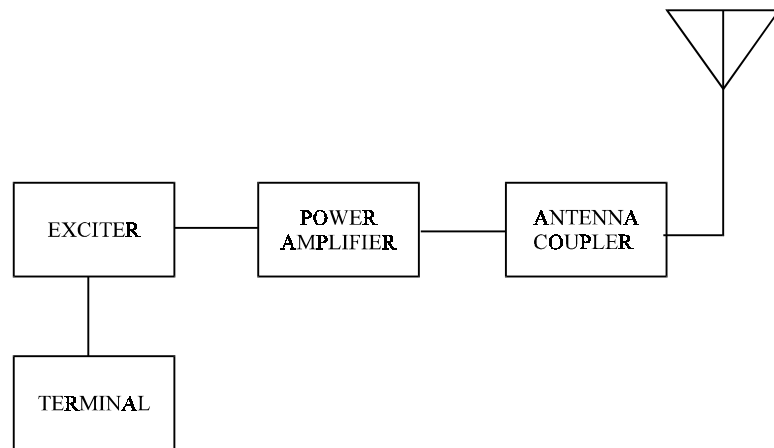 EXCITER
POWER
AMPLIFIER
ANTENNA
COUPLER
TERMINAL